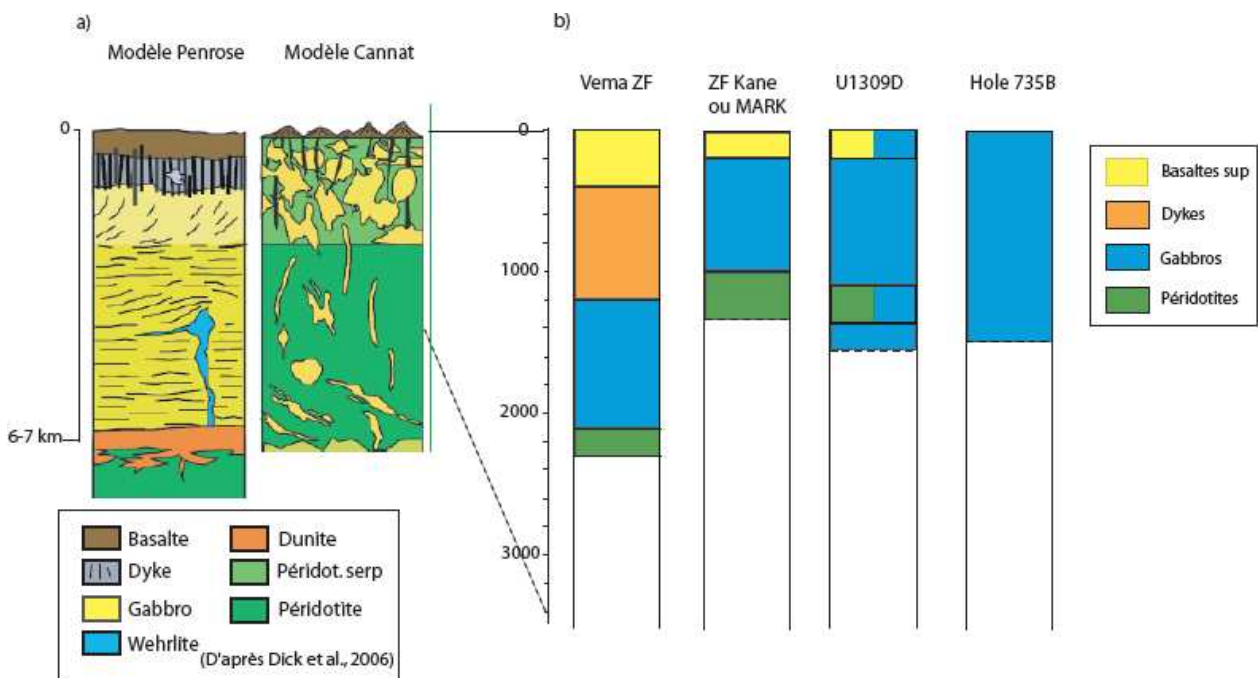 a)
Modèle Penrose
Modèle Cannat
0
6-7 km
Basalte
Dyke
Gabbro
Wehrlite
Dunite
Péridot. serp
Péridotite
(D'après Dick et al., 2006)
b)
Vema ZF
ZF Kane
ou MARK
U1309D
Hole 735B
0
1000
2000
3000
Basaltes sup
Dykes
Gabbros
Péridotites